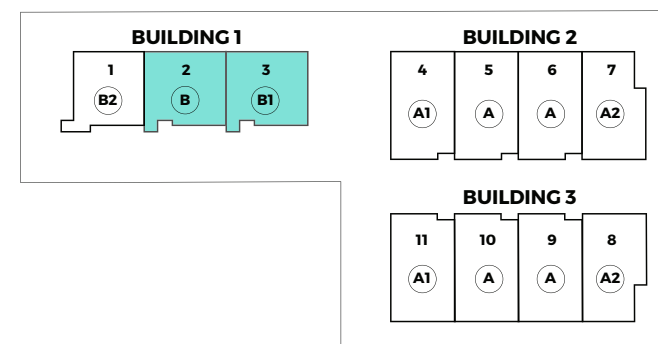 BUILDING 1
1 2 3
B2 B B1
BUILDING 2
4 5 6 7
A1 A A A2
BUILDING 3
11 10 9 8
A1 A A A2